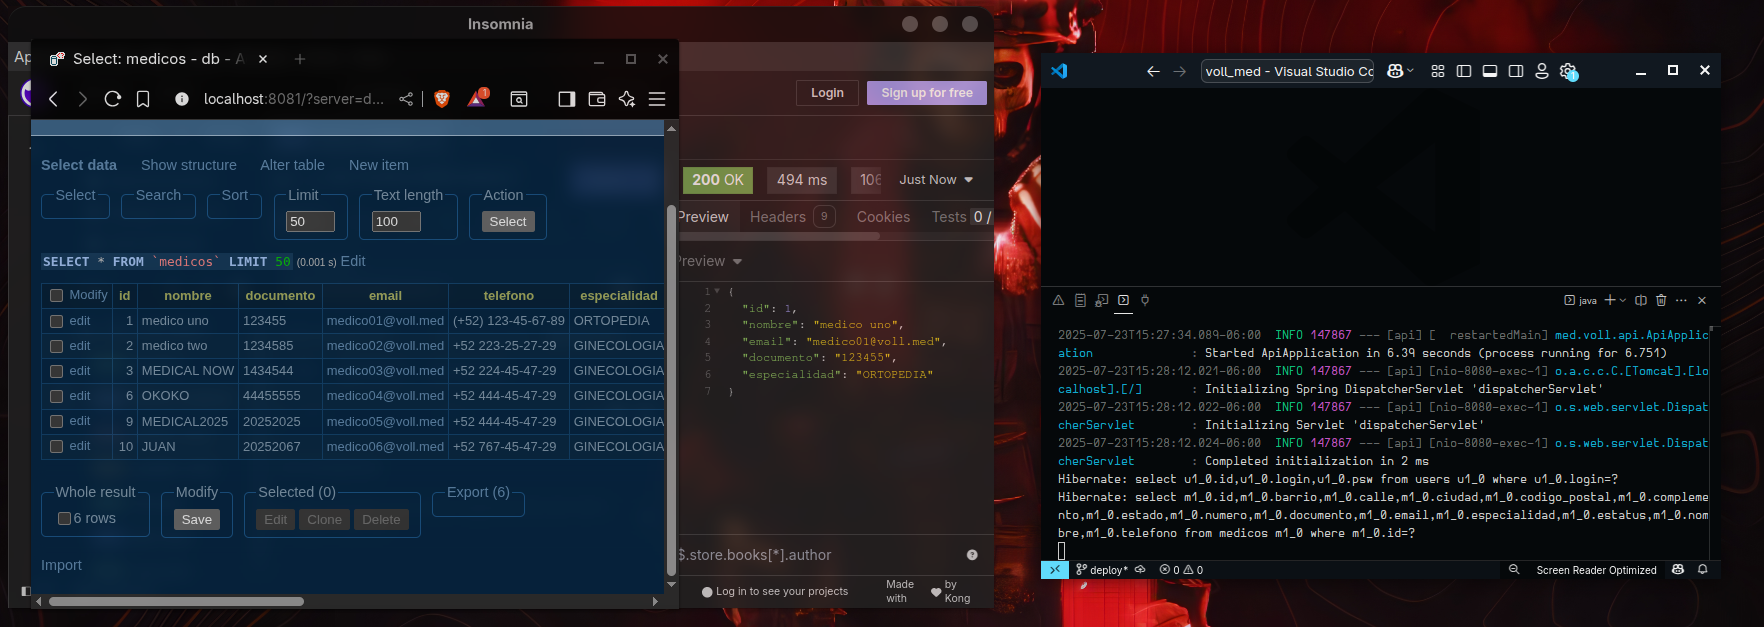 Insomnia
Ap
Select: medicos - db - A
localhost:8081/?server=d...
1
Select data Show structure Alter table New item
Select Search Sort Limit Text length Action
50 100 Select
SELECT * FROM `medicos` LIMIT 50 (0.001 s) Edit
Modify id nombre documento email telefono especialidad
edit 1 medico uno 123455 medico01@voll.med (+52) 123-45-67-89 ORTOPEDIA
edit 2 medico two 1234585 medico02@voll.med +52 223-25-27-29 GINECOLOGIA
edit 3 MEDICAL NOW 1434544 medico03@voll.med +52 224-45-47-29 GINECOLOGIA
edit 6 OKOKO 44455555 medico04@voll.med +52 444-45-47-29 GINECOLOGIA
edit 9 MEDICAL2025 20252025 medico05@voll.med +52 444-45-47-29 GINECOLOGIA
edit 10 JUAN 20252067 medico06@voll.med +52 767-45-47-29 GINECOLOGIA
Whole result Modify Selected (0) Export (6)
6 rows Save Edit Clone Delete
Import
Login Sign up for free
200 OK 494 ms 106 Just Now
Preview Headers 9 Cookies Tests 0 /
Preview
1 {
2 "id": 1,
3 "nombre": "medico uno",
4 "email": "medico01@voll.med",
5 "documento": "123455",
6 "especialidad": "ORTOPEDIA"
7 }
$.store.books[*].author
Log in to see your projects Made with ♥ by Kong
voll_med - Visual Studio Co
1
java
2025-07-23T15:27:34.089-06:00 INFO 147867 --- [api] [ restartedMain] med.voll.api.ApiApplic
ation : Started ApiApplication in 6.39 seconds (process running for 6.751)
2025-07-23T15:28:12.021-06:00 INFO 147867 --- [api] [nio-8080-exec-1] o.a.c.c.C.[Tomcat].[lo
calhost].[/] : Initializing Spring DispatcherServlet 'dispatcherServlet'
2025-07-23T15:28:12.022-06:00 INFO 147867 --- [api] [nio-8080-exec-1] o.s.web.servlet.Dispat
cherServlet : Initializing Servlet 'dispatcherServlet'
2025-07-23T15:28:12.024-06:00 INFO 147867 --- [api] [nio-8080-exec-1] o.s.web.servlet.Dispat
cherServlet : Completed initialization in 2 ms
Hibernate: select u1_0.id,u1_0.login,u1_0.psw from users u1_0 where u1_0.login=?
Hibernate: select m1_0.id,m1_0.barrio,m1_0.calle,m1_0.ciudad,m1_0.codigo_postal,m1_0.compleme
nto,m1_0.estado,m1_0.numero,m1_0.documento,m1_0.email,m1_0.especialidad,m1_0.estatus,m1_0.nom
bre,m1_0.telefono from medicos m1_0 where m1_0.id=?
deploy* 0 0 Screen Reader Optimized